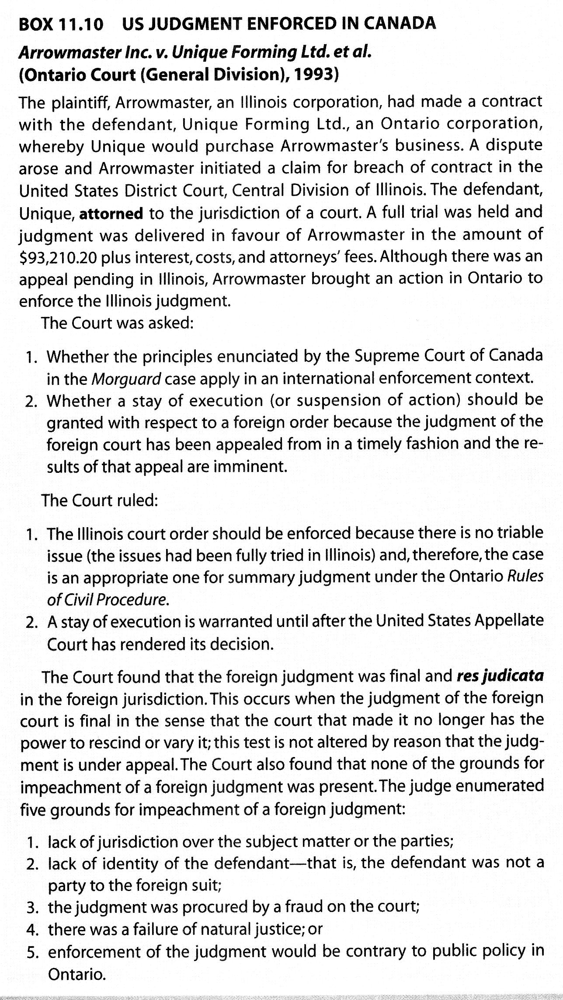 BOX 11.10 US JUDGMENT ENFORCED IN CANADA
Arrowmaster Inc. v. Unique Forming Ltd. et al.
(Ontario Court (General Division), 1993)
The plaintiff, Arrowmaster, an Illinois corporation, had made a contract
with the defendant, Unique Forming Ltd., an Ontario corporation,
whereby Unique would purchase Arrowmaster's business. A dispute
arose and Arrowmaster initiated a claim for breach of contract in the
United States District Court, Central Division of Illinois. The defendant,
Unique, attorned to the jurisdiction of a court. A full trial was held and
judgment was delivered in favour of Arrowmaster in the amount of
$93,210.20 plus interest, costs, and attorneys' fees. Although there was an
appeal pending in Illinois, Arrowmaster brought an action in Ontario to
enforce the Illinois judgment.
The Court was asked:
1. Whether the principles enunciated by the Supreme Court of Canada
in the Morguard case apply in an international enforcement context.
2. Whether a stay of execution (or suspension of action) should be
granted with respect to a foreign order because the judgment of the
foreign court has been appealed from in a timely fashion and the re-
sults of that appeal are imminent.
The Court ruled:
1. The Illinois court order should be enforced because there is no triable
issue (the issues had been fully tried in Illinois) and, therefore, the case
is an appropriate one for summary judgment under the Ontario Rules
of Civil Procedure.
2. A stay of execution is warranted until after the United States Appellate
Court has rendered its decision.
The Court found that the foreign judgment was final and res judicata
in the foreign jurisdiction. This occurs when the judgment of the foreign
court is final in the sense that the court that made it no longer has the
power to rescind or vary it; this test is not altered by reason that the judg-
ment is under appeal. The Court also found that none of the grounds for
impeachment of a foreign judgment was present. The judge enumerated
five grounds for impeachment of a foreign judgment:
1. lack of jurisdiction over the subject matter or the parties;
2. lack of identity of the defendant—that is, the defendant was not a
party to the foreign suit;
3. the judgment was procured by a fraud on the court;
4. there was a failure of natural justice; or
5. enforcement of the judgment would be contrary to public policy in
Ontario.